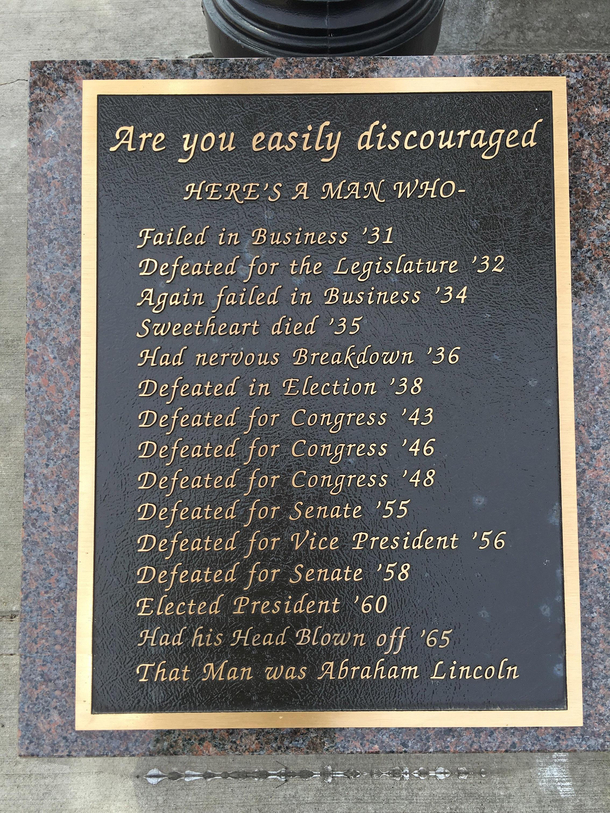 Are you easily discouraged
HERE'S A MAN WHO-
Failed in Business '31
Defeated for the Legislature '32
Again failed in Business '34
Sweetheart died '35
Had nervous Breakdown '36
Defeated in Election '38
Defeated for Congress '43
Defeated for Congress '46
Defeated for Congress '48
Defeated for Senate '55
Defeated for Vice President '56
Defeated for Senate '58
Elected President '60
Had his Head Blown off '65
That Man was Abraham Lincoln